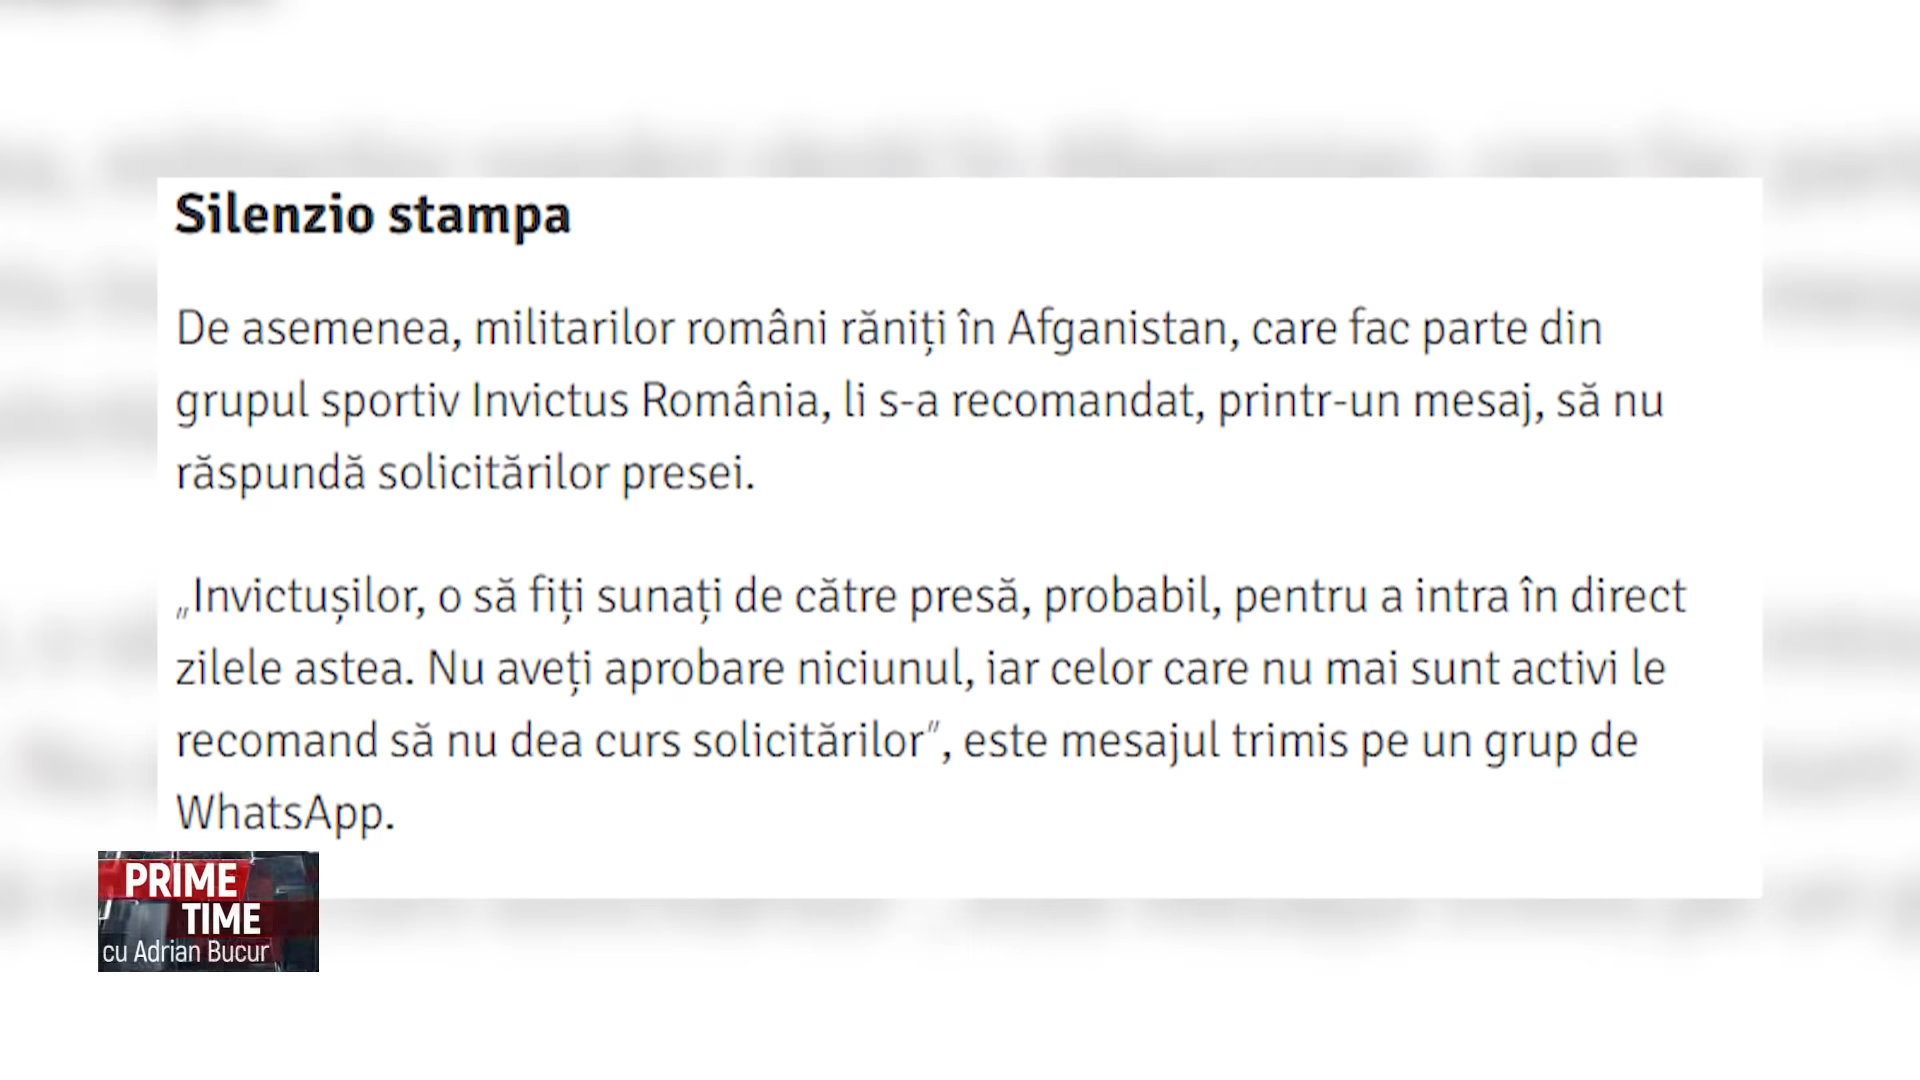 Silenzio stampa
De asemenea, militarilor români răniți în Afganistan, care fac parte din
grupul sportiv Invictus România, li s-a recomandat, printr-un mesaj, să nu
răspundă solicitărilor presei.
„Invictușilor, o să fiți sunați de către presă, probabil, pentru a intra în direct
zilele astea. Nu aveți aprobare niciunul, iar celor care nu mai sunt activi le
recomand să nu dea curs solicitărilor”, este mesajul trimis pe un grup de
WhatsApp.
PRIME
TIME
cu Adrian Bucur